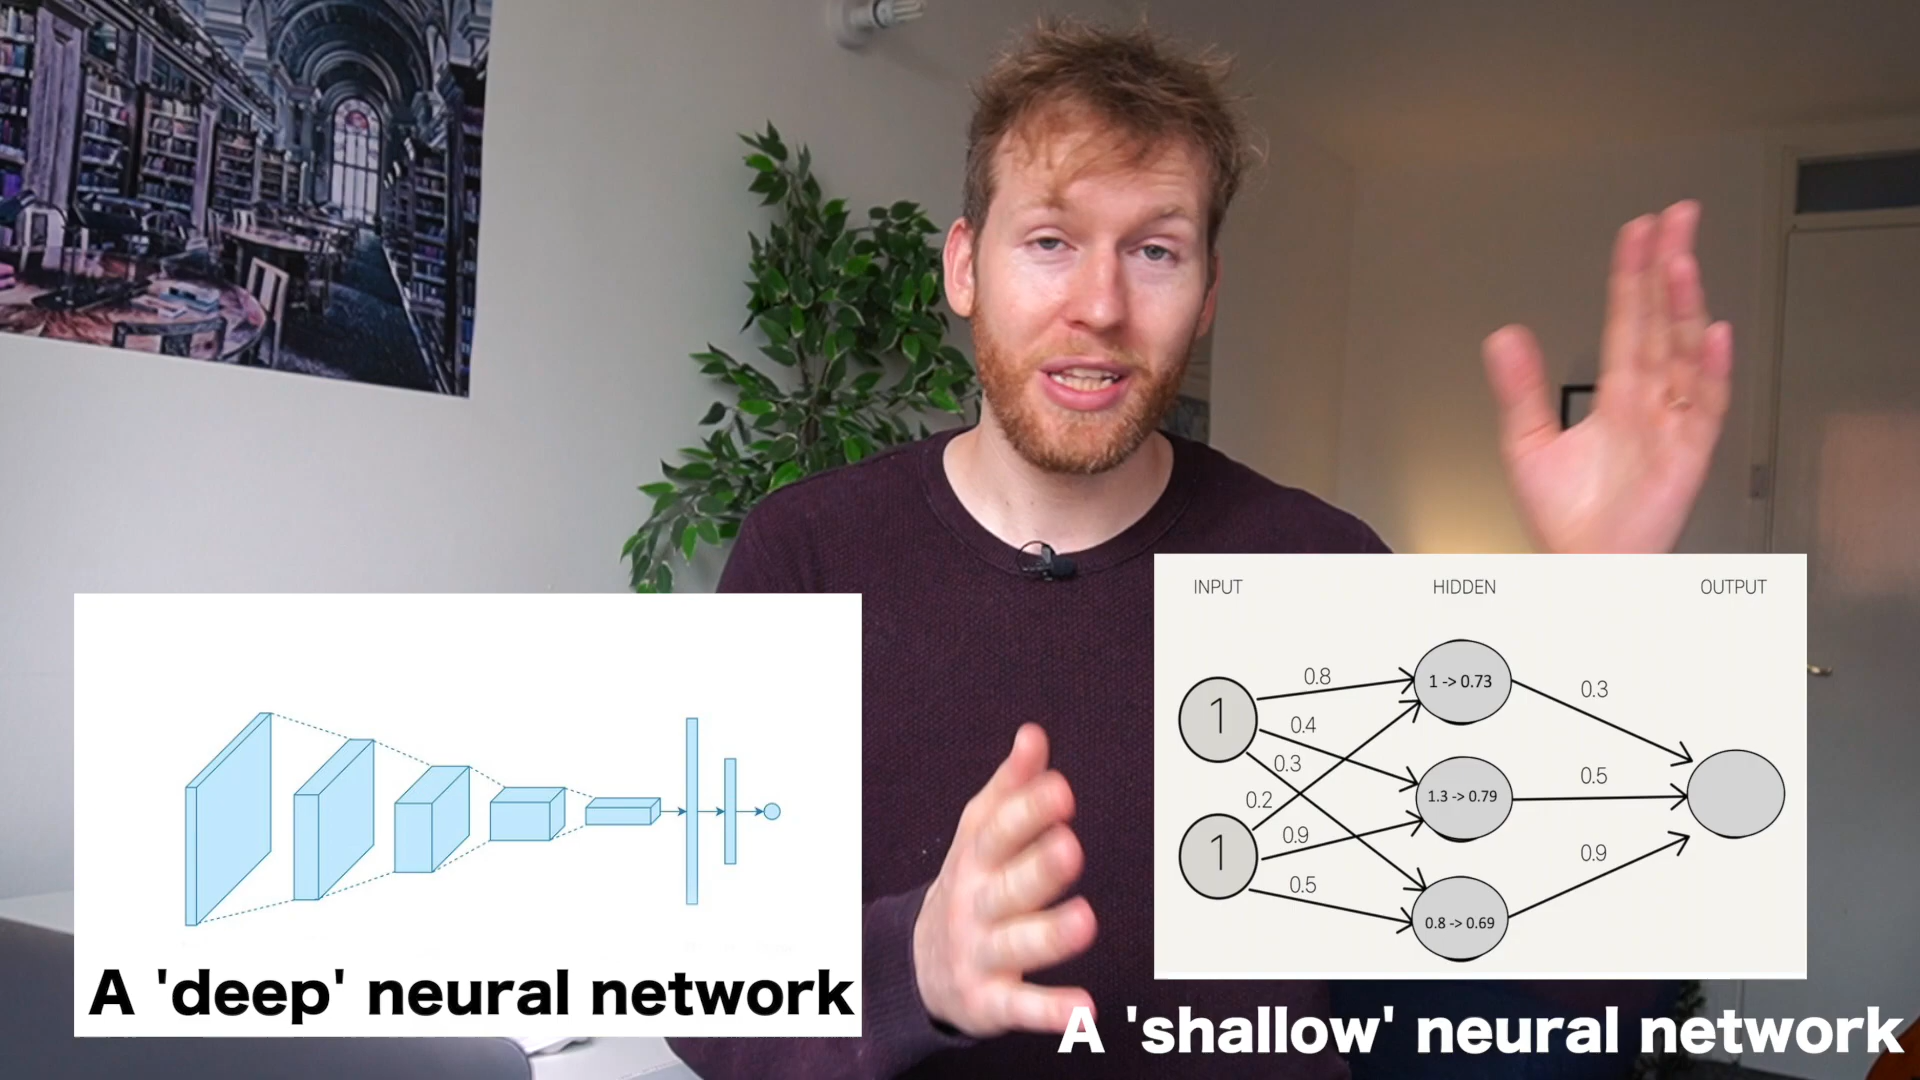 INPUT HIDDEN OUTPUT
0.8
1 -> 0.73
0.3
1
0.4
0.3
0.5
1.3 -> 0.79
0.2
0.9
0.9
1
0.5
0.8 -> 0.69
A 'deep' neural network
A 'shallow' neural network